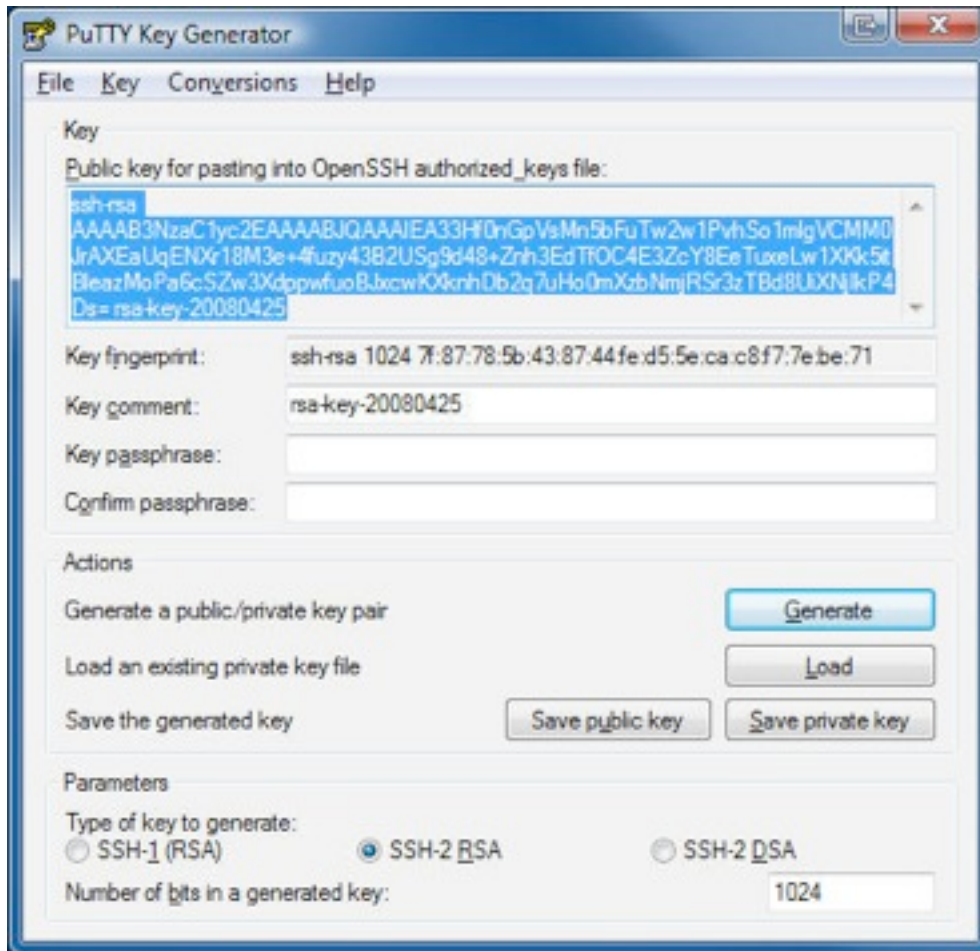 PuTTY Key Generator
File Key Conversions Help
Key
Public key for pasting into OpenSSH authorized_keys file:
ssh-rsa
AAAAB3NzaC1yc2EAAAABJQAAAIEA33Hf0nGpVsMn5bFuTw2w1PvhSo1mlgVCMM0
JrAXEaUqENXr18M3e+4fuzy43B2USg9d48+Znh3EdTfOC4E3ZcY8EeTuxeLw1XKk5it
BleazMoPa6cSZw3XdppwfuoBJxcwKXknhDb2q7uHo0mXzbNmjRSr3zTBd8UiXNjlkP4
Ds= rsa-key-20080425
Key fingerprint: ssh-rsa 1024 7f:87:78:5b:43:87:44:fe:d5:5e:ca:c8:f7:7e:be:71
Key comment: rsa-key-20080425
Key passphrase:
Confirm passphrase:
Actions
Generate a public/private key pair Generate
Load an existing private key file Load
Save the generated key Save public key Save private key
Parameters
Type of key to generate:
SSH-1 (RSA) SSH-2 RSA SSH-2 DSA
Number of bits in a generated key: 1024